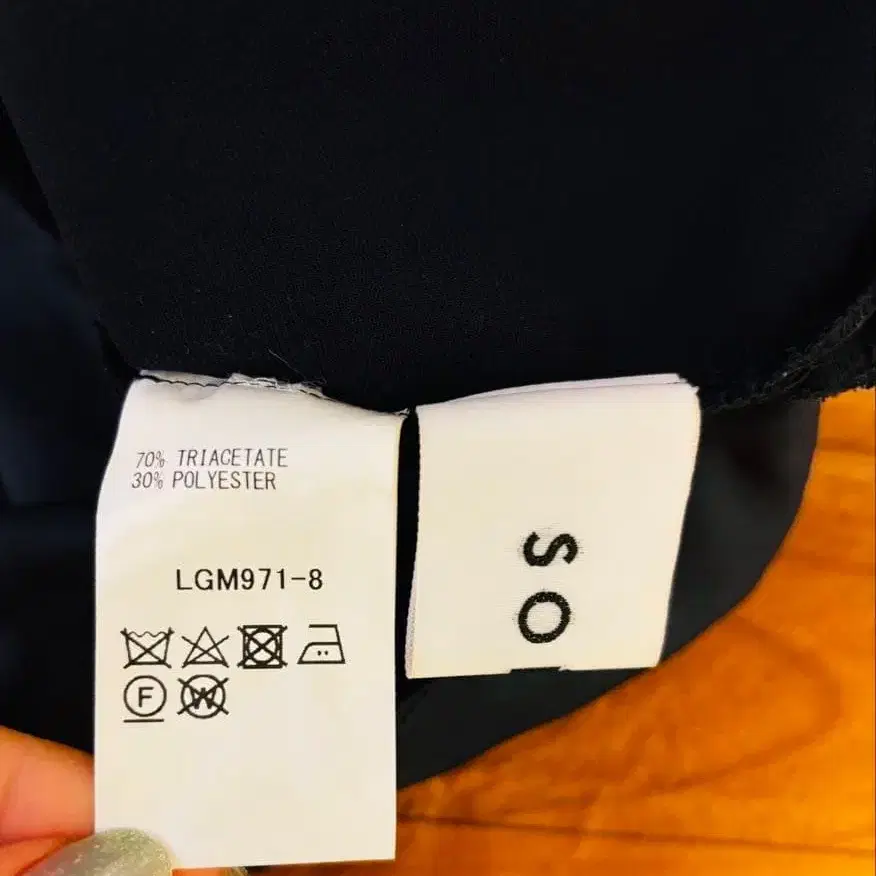 70% TRIACETATE
30% POLYESTER
LGM971-8
F
W
SO